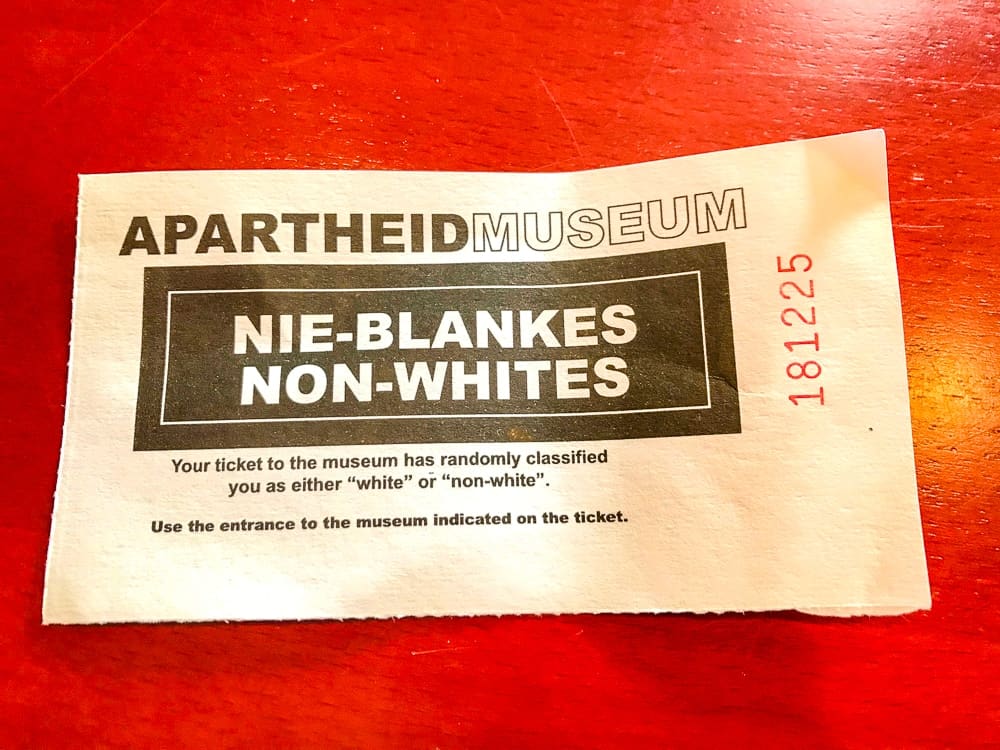 APARTHEIDMUSEUM
NIE-BLANKES
NON-WHITES
Your ticket to the museum has randomly classified
you as either “white” or “non-white”.
Use the entrance to the museum indicated on the ticket.
181225